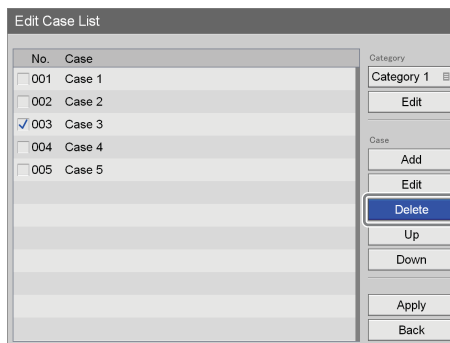 Edit Case List
No. Case
001 Case 1
002 Case 2
003 Case 3
004 Case 4
005 Case 5
Category
Category 1
Edit
Case
Add
Edit
Delete
Up
Down
Apply
Back